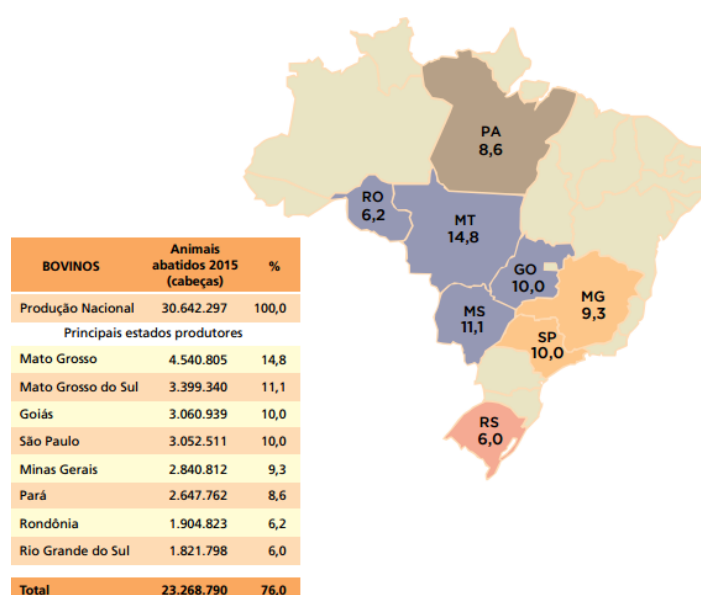 PA
8,6
RO
6,2
MT
14,8
GO
10,0
MG
9,3
MS
11,1
SP
10,0
RS
6,0
BOVINOS Animais abatidos 2015 (cabeças) %
Produção Nacional 30.642.297 100,0
Principais estados produtores
Mato Grosso 4.540.805 14,8
Mato Grosso do Sul 3.399.340 11,1
Goiás 3.060.939 10,0
São Paulo 3.052.511 10,0
Minas Gerais 2.840.812 9,3
Pará 2.647.762 8,6
Rondônia 1.904.823 6,2
Rio Grande do Sul 1.821.798 6,0
Total 23.268.790 76,0